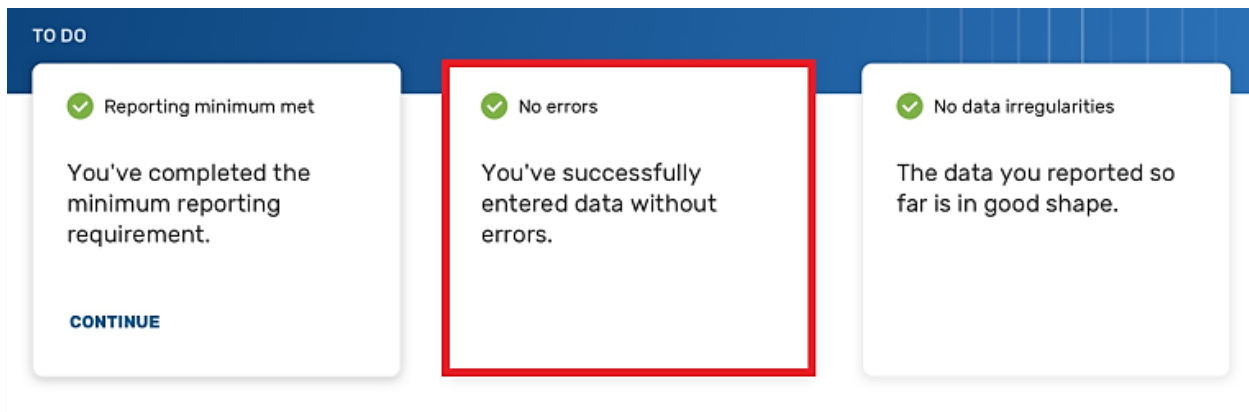 TO DO
Reporting minimum met
You've completed the
minimum reporting
requirement.
CONTINUE
No errors
You've successfully
entered data without
errors.
No data irregularities
The data you reported so
far is in good shape.